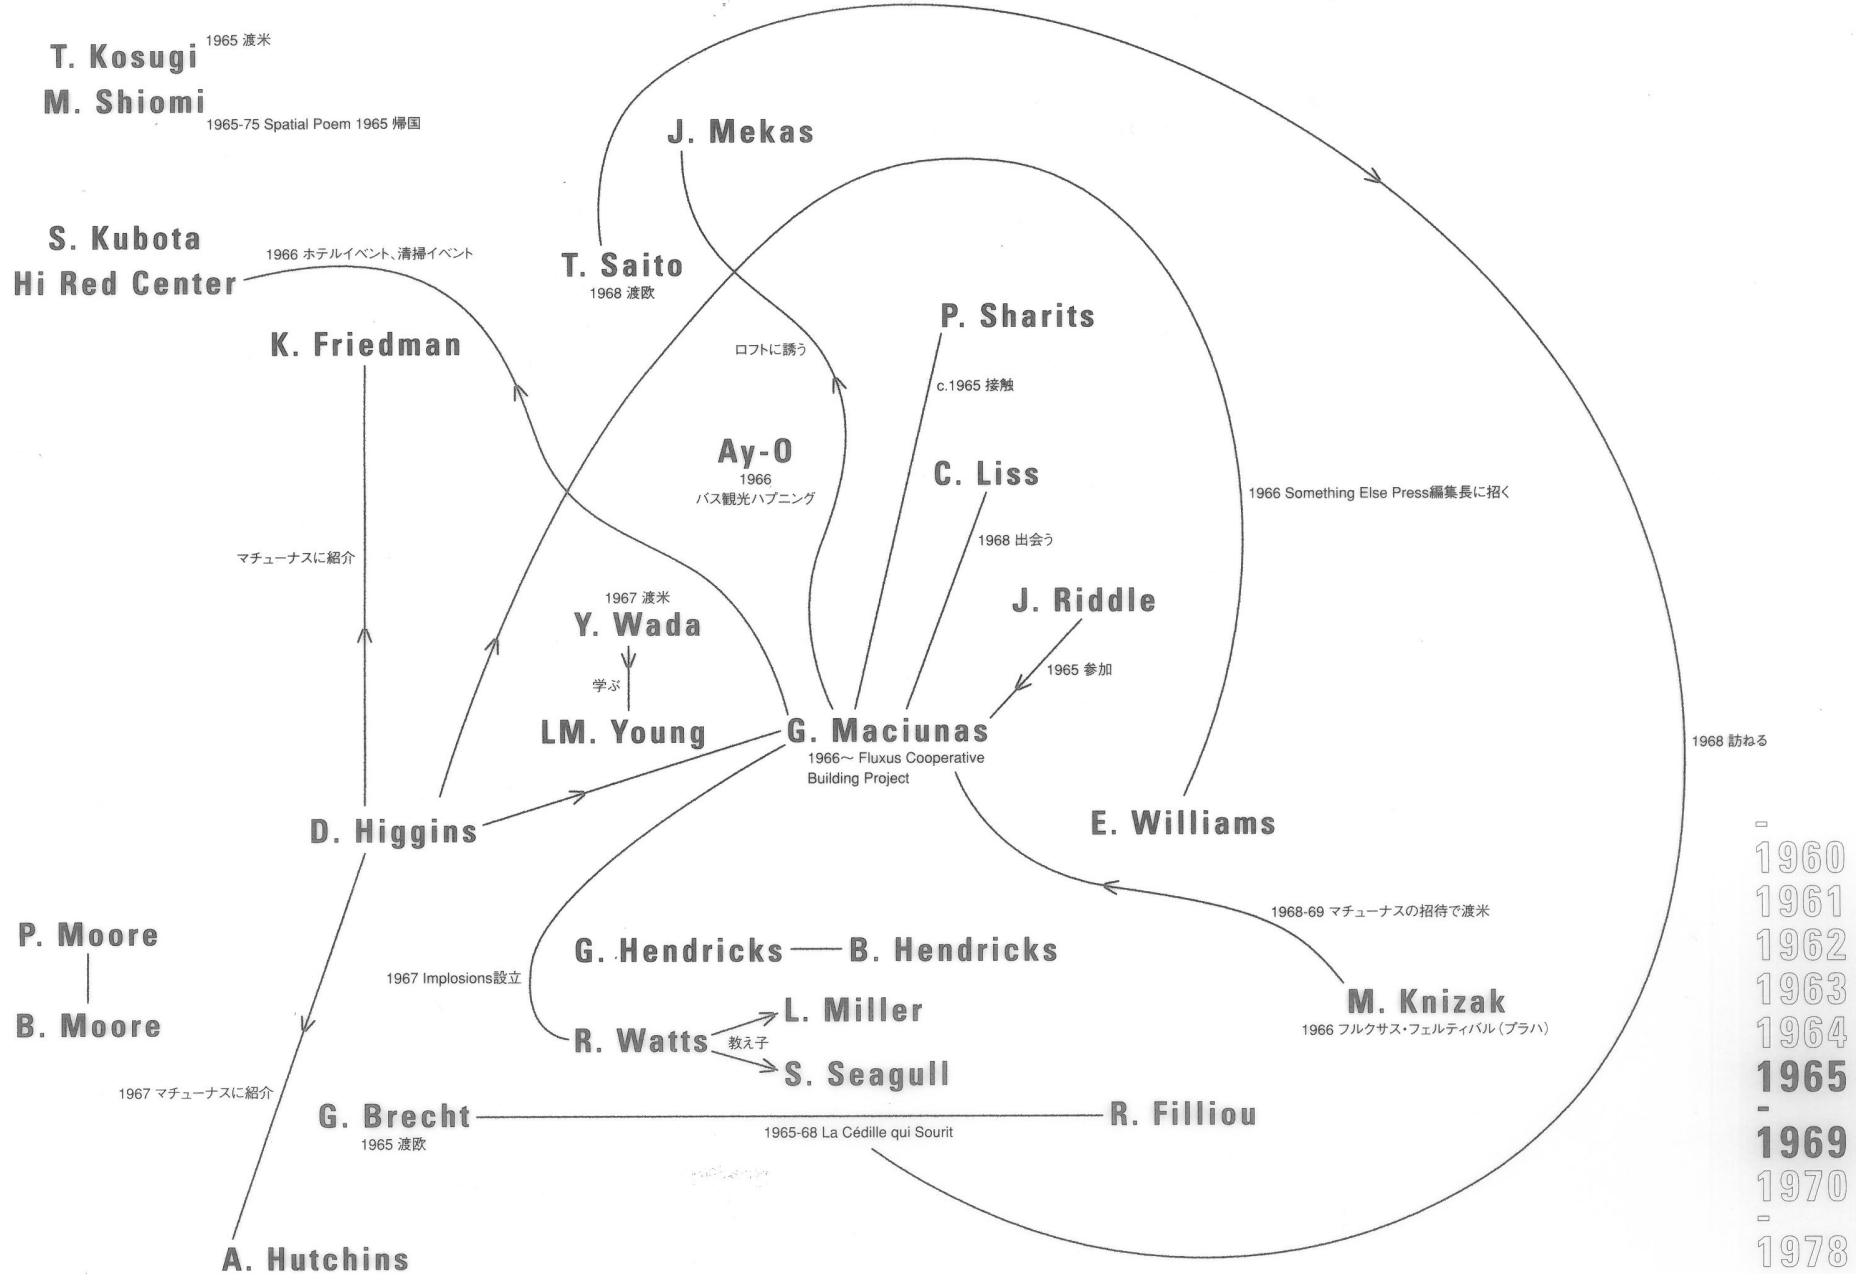 1965 渡米
T. Kosugi
M. Shiomi
1965-75 Spatial Poem 1965 帰国
J. Mekas
S. Kubota
Hi Red Center
1966 ホテルイベント、清掃イベント
T. Saito
1968 渡欧
P. Sharits
K. Friedman
ロフトに誘う
c.1965 接触
Ay-O
1966
バス観光ハプニング
C. Liss
1966 Something Else Press編集長に招く
1968 出会う
マチューナスに紹介
1967 渡米
Y. Wada
J. Riddle
学ぶ
1965 参加
LM. Young
G. Maciunas
1966〜 Fluxus Cooperative
Building Project
1968 訪ねる
D. Higgins
E. Williams
P. Moore
1968-69 マチューナスの招待で渡米
G. Hendricks
B. Hendricks
1967 Implosions設立
M. Knizak
1966 フルクサス・フェルティバル（プラハ）
B. Moore
L. Miller
R. Watts
教え子
S. Seagull
1967 マチューナスに紹介
G. Brecht
1965 渡欧
1965-68 La Cédille qui Sourit
R. Filliou
A. Hutchins
-
1960
1961
1962
1963
1964
1965
-
1969
1970
-
1978